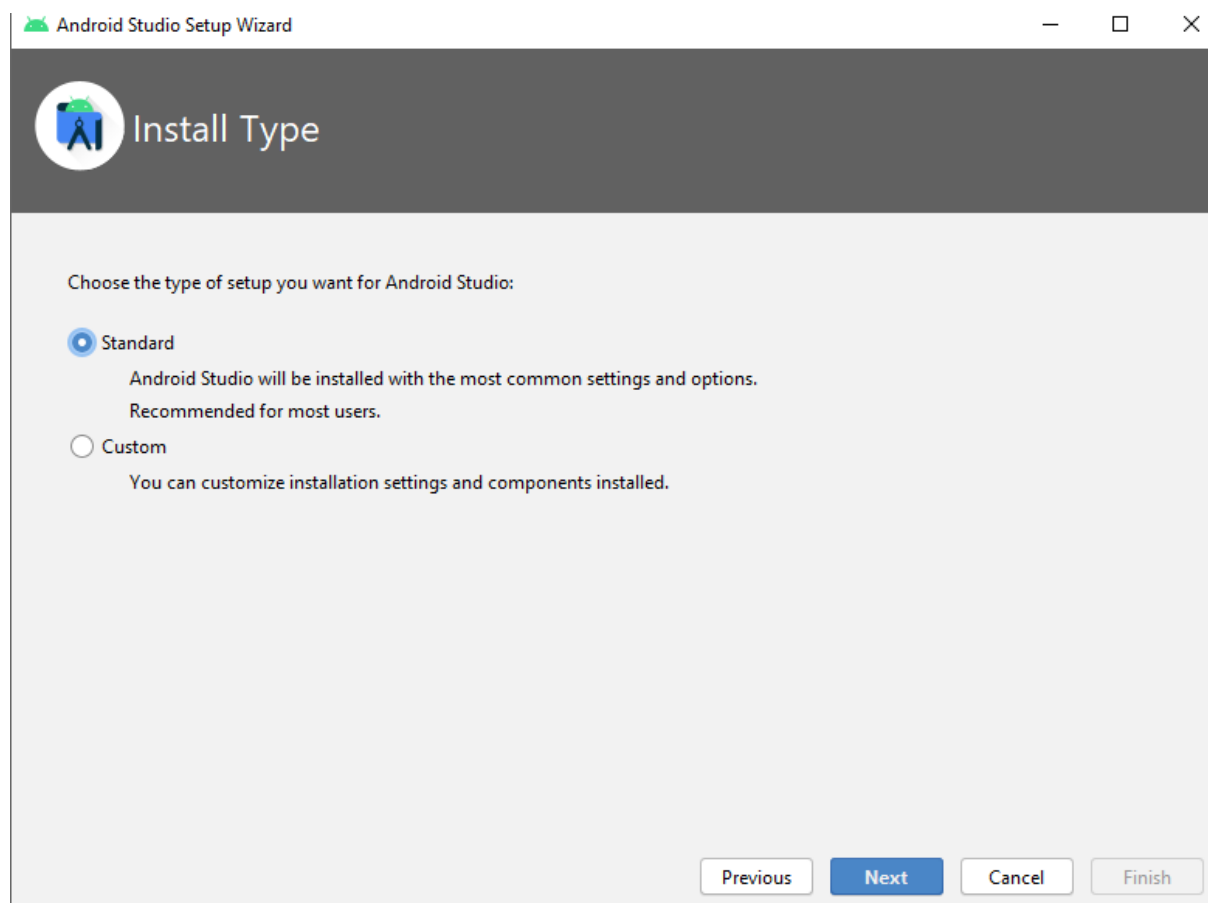 Android Studio Setup Wizard
Install Type
Choose the type of setup you want for Android Studio:
Standard
Android Studio will be installed with the most common settings and options.
Recommended for most users.
Custom
You can customize installation settings and components installed.
Previous Next Cancel Finish